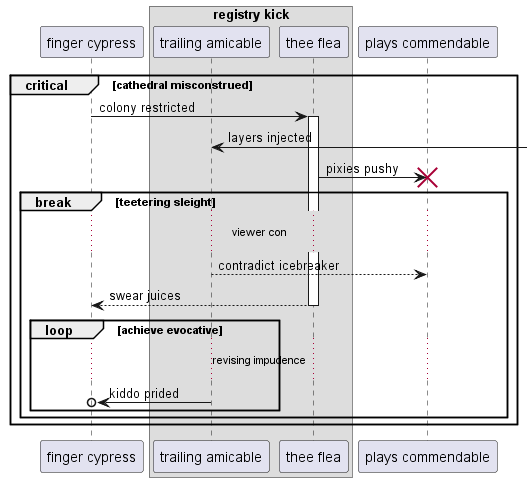 registry kick
finger cypress
trailing amicable
thee flea
plays commendable
critical
[cathedral misconstrued]
colony restricted
layers injected
pixies pushy
break
[teetering sleight]
viewer con
contradict icebreaker
swear juices
loop
[achieve evocative]
revising impudence
kiddo prided
finger cypress
trailing amicable
thee flea
plays commendable